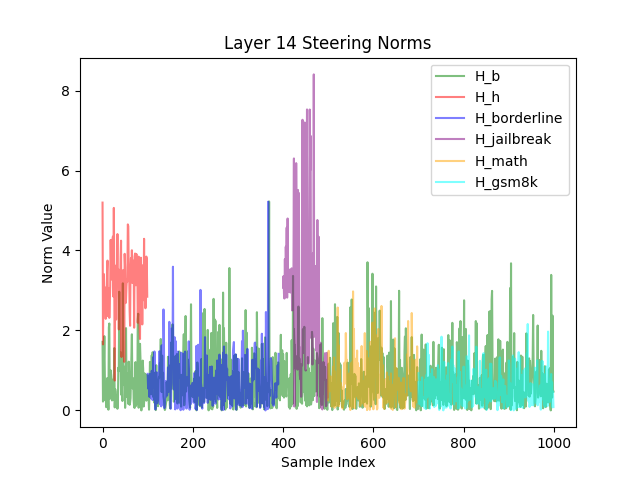 Layer 14 Steering Norms
H_b
H_h
H_borderline
H_jailbreak
H_math
H_gsm8k
Norm Value
8
6
4
2
0
0 200 400 600 800 1000
Sample Index